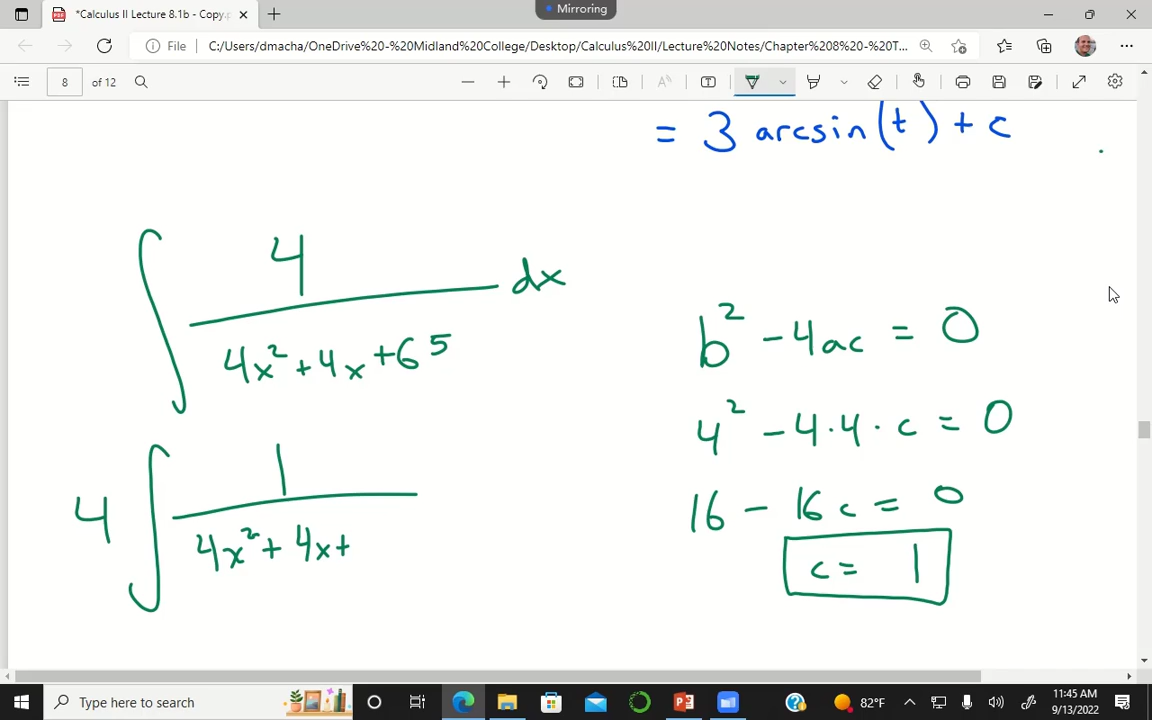 Mirroring
*Calculus II Lecture 8.1b - Copy.p
File C:/Users/dmacha/OneDrive%20-%20Midland%20College/Desktop/Calculus%20II/Lecture%20Notes/Chapter%208%20-%20T...
8 of 12
= 3 arcsin(t) + c
∫ 4 / (4x² + 4x + 65) dx
b² - 4ac = 0
4² - 4·4·c = 0
16 - 16c = 0
c = 1
4 ∫ 1 / (4x² + 4x +
Type here to search
82°F
11:45 AM
9/13/2022